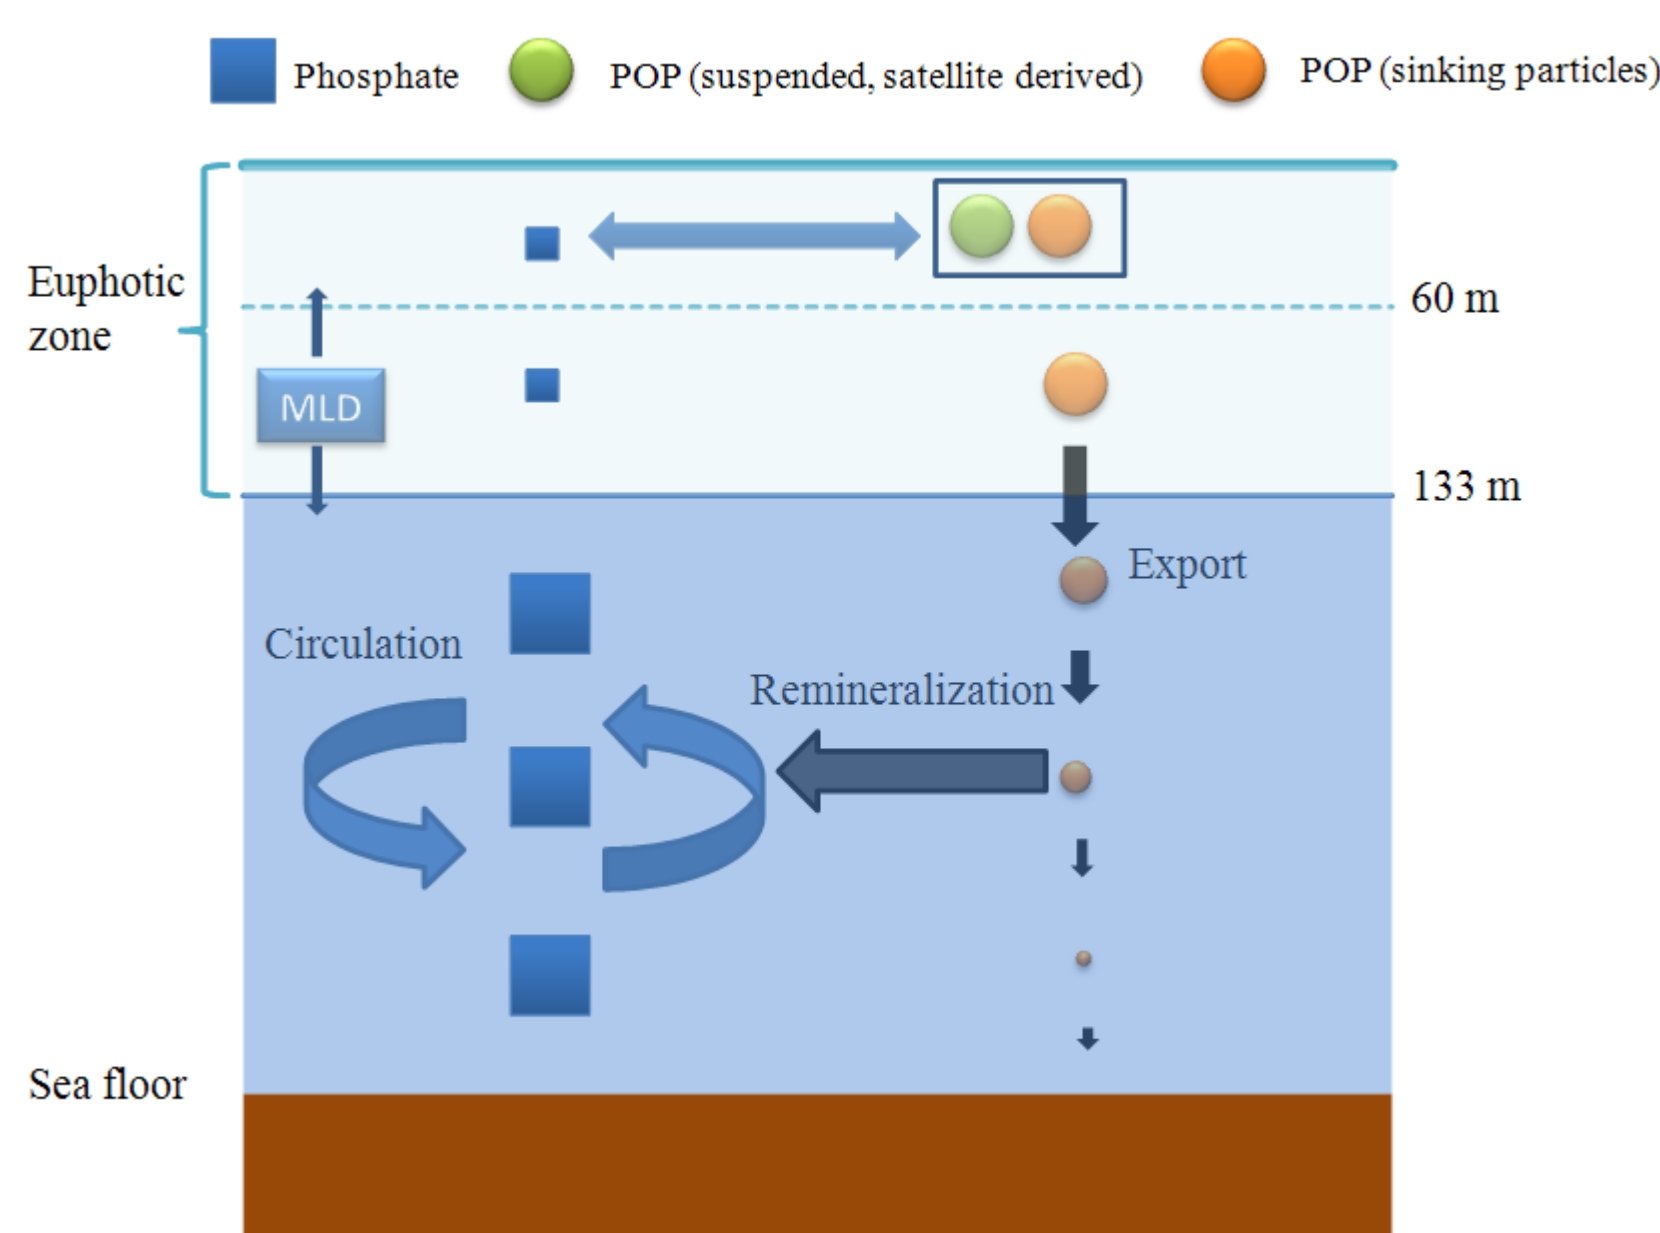 Phosphate
POP (suspended, satellite derived)
POP (sinking particles)
Euphotic
zone
60 m
MLD
133 m
Export
Circulation
Remineralization
Sea floor